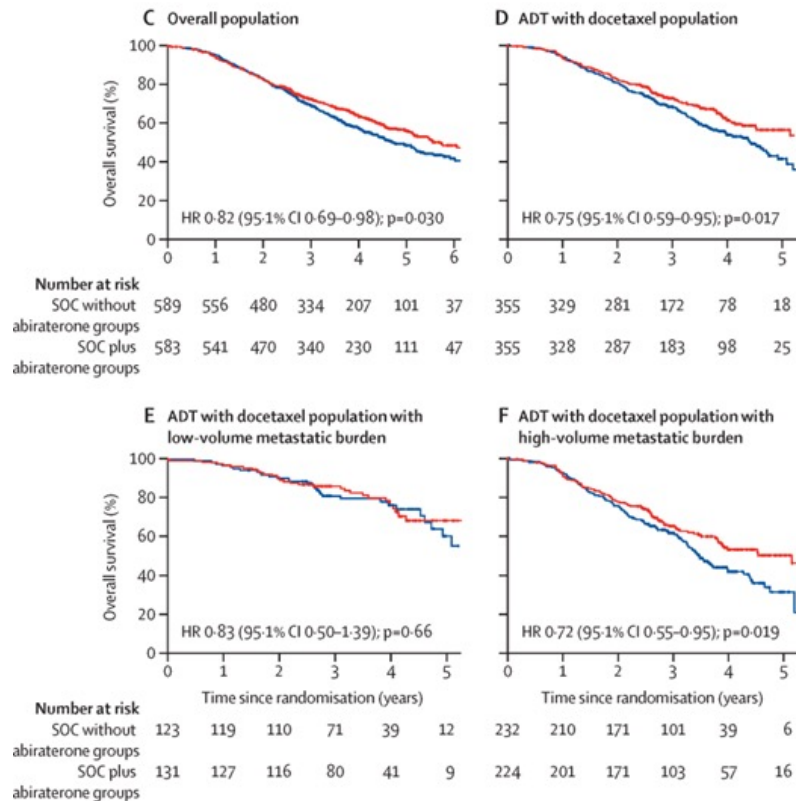 C Overall population
100
80
60
40
20
0
Overall survival (%)
HR 0·82 (95·1% CI 0·69–0·98); p=0·030
0 1 2 3 4 5 6
D ADT with docetaxel population
HR 0·75 (95·1% CI 0·59–0·95); p=0·017
0 1 2 3 4 5
Number at risk
SOC without 589 556 480 334 207 101 37 355 329 281 172 78 18
abiraterone groups
SOC plus 583 541 470 340 230 111 47 355 328 287 183 98 25
abiraterone groups
E ADT with docetaxel population with
low-volume metastatic burden
100
80
60
40
20
0
Overall survival (%)
HR 0·83 (95·1% CI 0·50–1·39); p=0·66
0 1 2 3 4 5
Time since randomisation (years)
F ADT with docetaxel population with
high-volume metastatic burden
HR 0·72 (95·1% CI 0·55–0·95); p=0·019
0 1 2 3 4 5
Time since randomisation (years)
Number at risk
SOC without 123 119 110 71 39 12 232 210 171 101 39 6
abiraterone groups
SOC plus 131 127 116 80 41 9 224 201 171 103 57 16
abiraterone groups